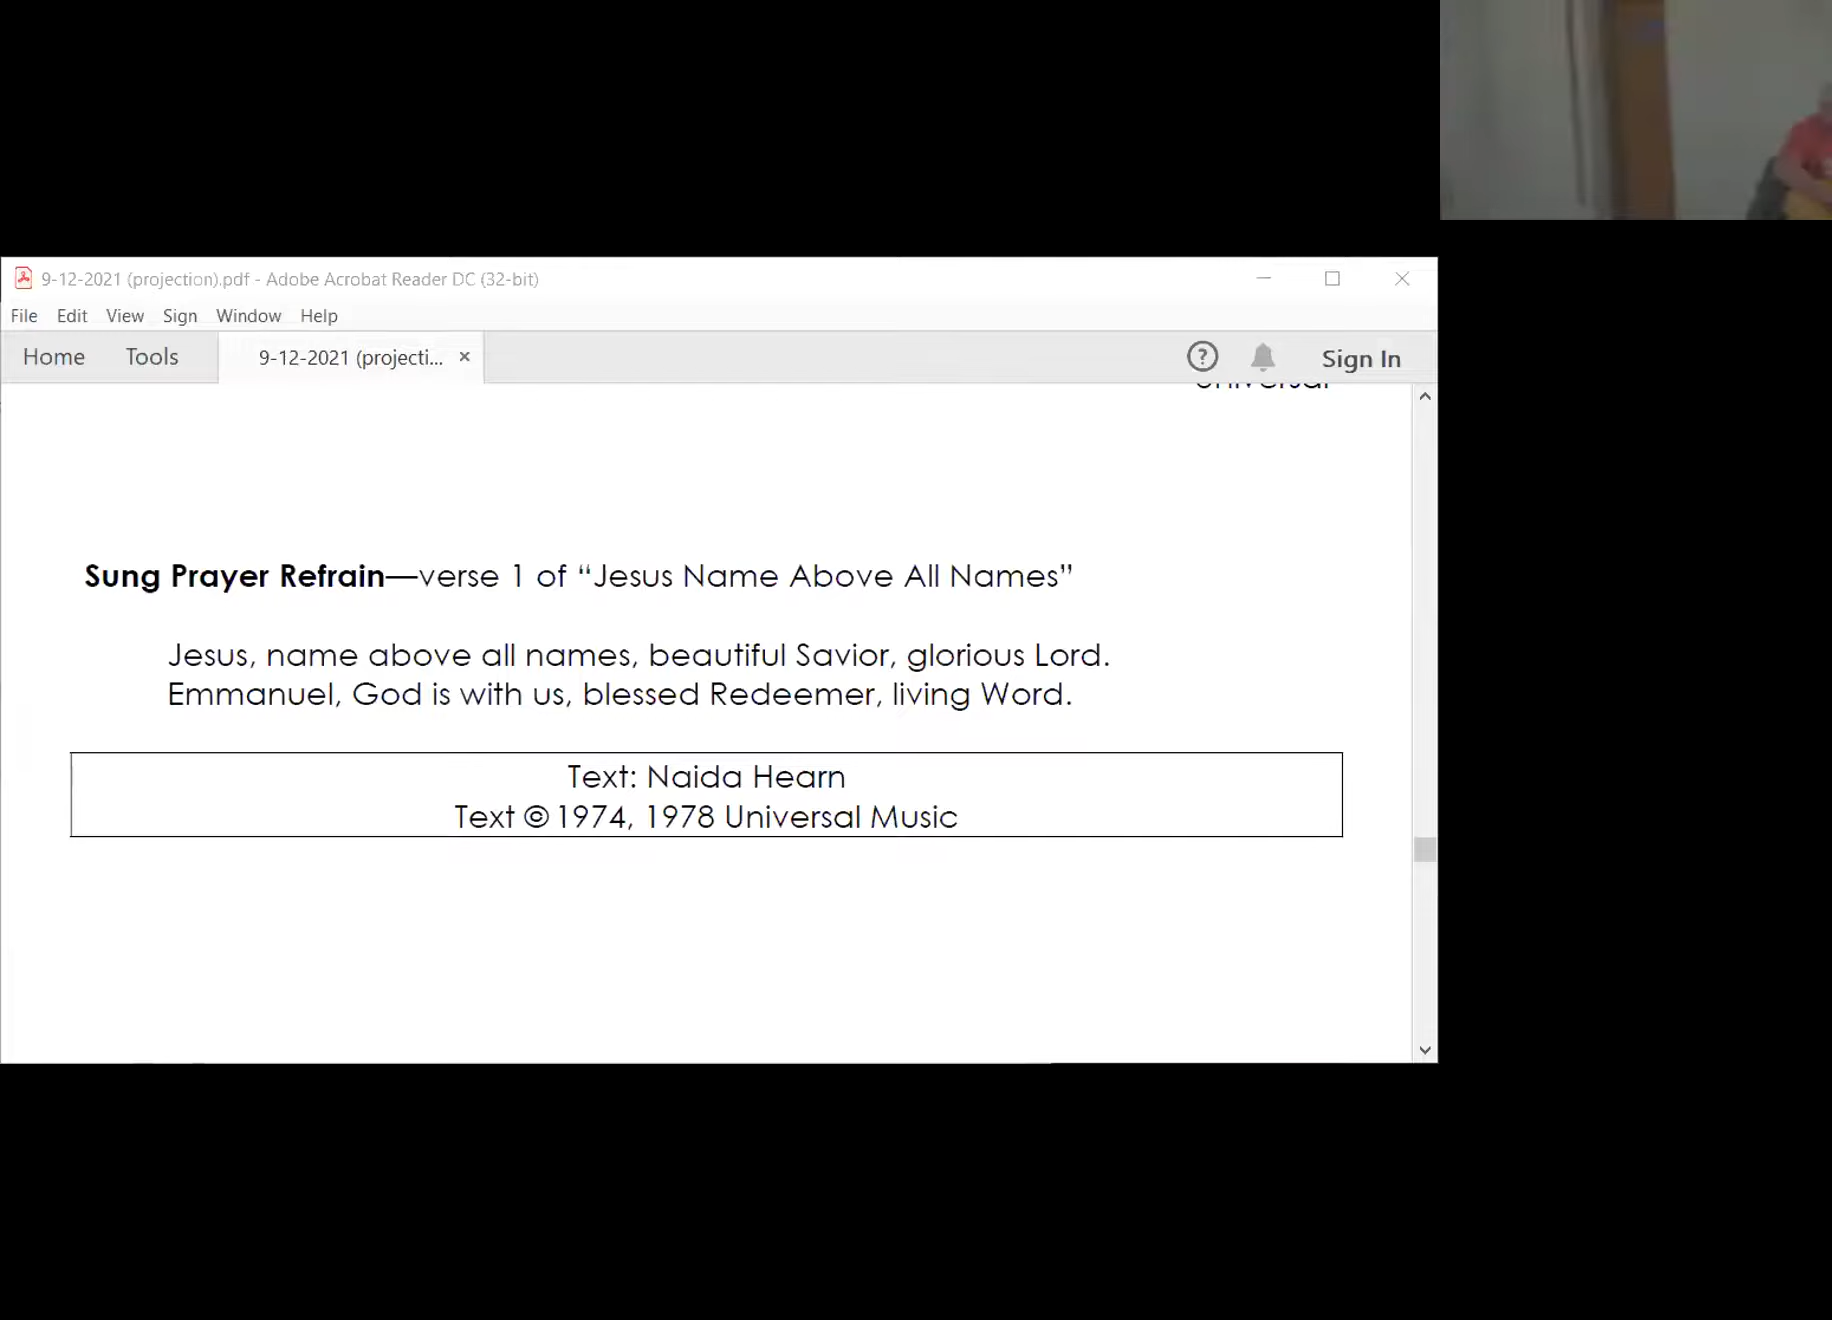 9-12-2021 (projection).pdf - Adobe Acrobat Reader DC (32-bit)
File Edit View Sign Window Help
Home Tools 9-12-2021 (projecti... × ? Sign In
Universal
Sung Prayer Refrain—verse 1 of “Jesus Name Above All Names”
Jesus, name above all names, beautiful Savior, glorious Lord.
Emmanuel, God is with us, blessed Redeemer, living Word.
Text: Naida Hearn
Text © 1974, 1978 Universal Music